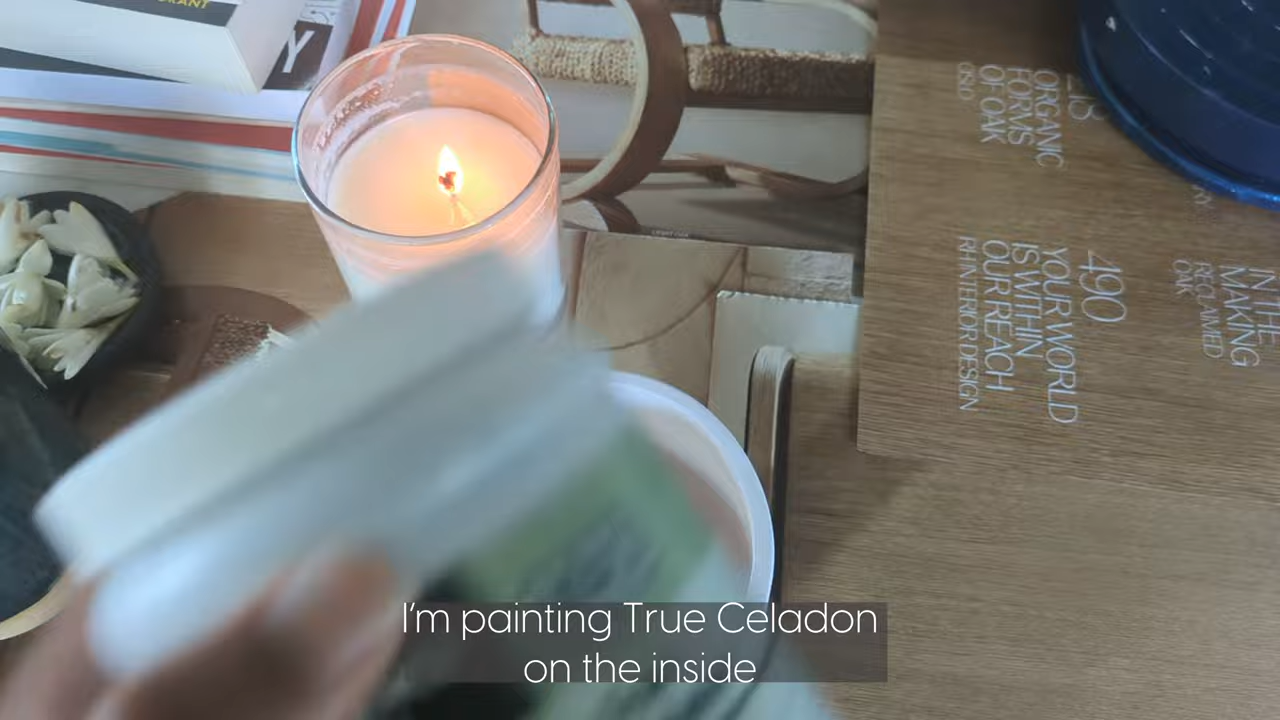 Y
ORGANIC
FORMS
OF OAK
OSLO
490
YOUR WORLD
IS WITHIN
OUR REACH
RH INTERIOR DESIGN
IN THE
MAKING
RECLAIMED
OAK
I'm painting True Celadon
on the inside